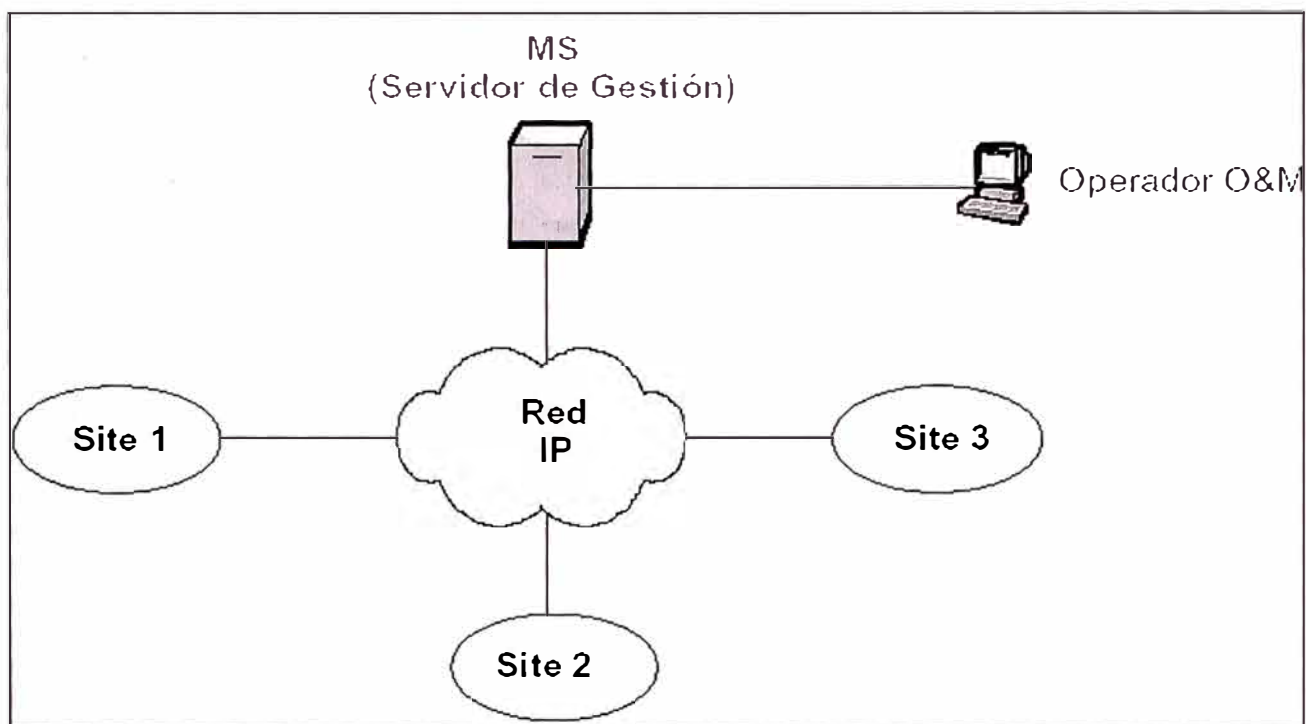 MS
(Servidor de Gestión)
Operador O&M
Red
IP
Site 1
Site 3
Site 2